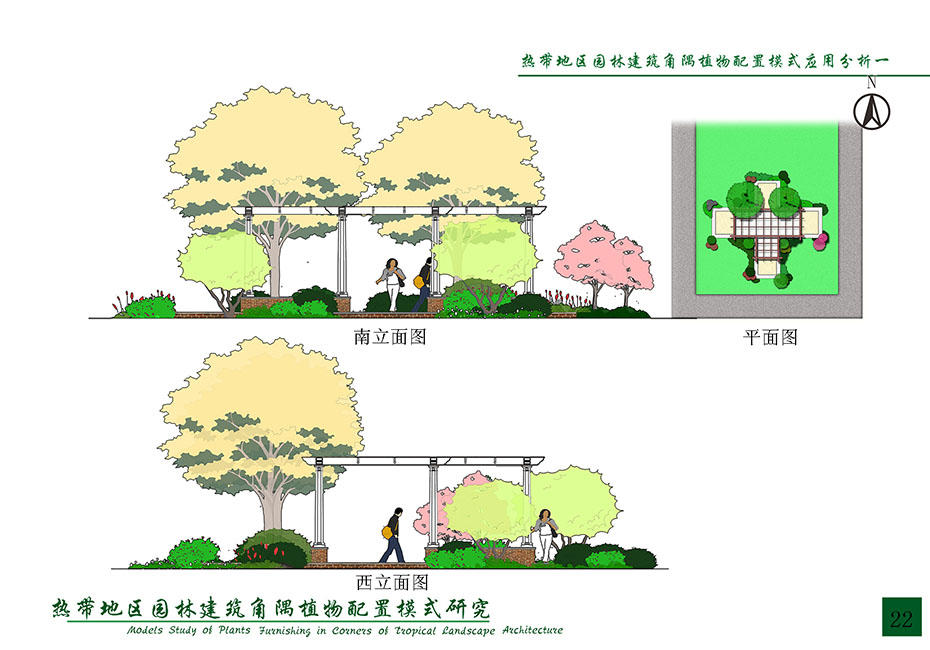 热带地区园林建筑角隅植物配置模式应用分析一
N
南立面图
平面图
西立面图
热带地区园林建筑角隅植物配置模式研究
Models Study of Plants Furnishing in Corners of Tropical Landscape Architecture
22